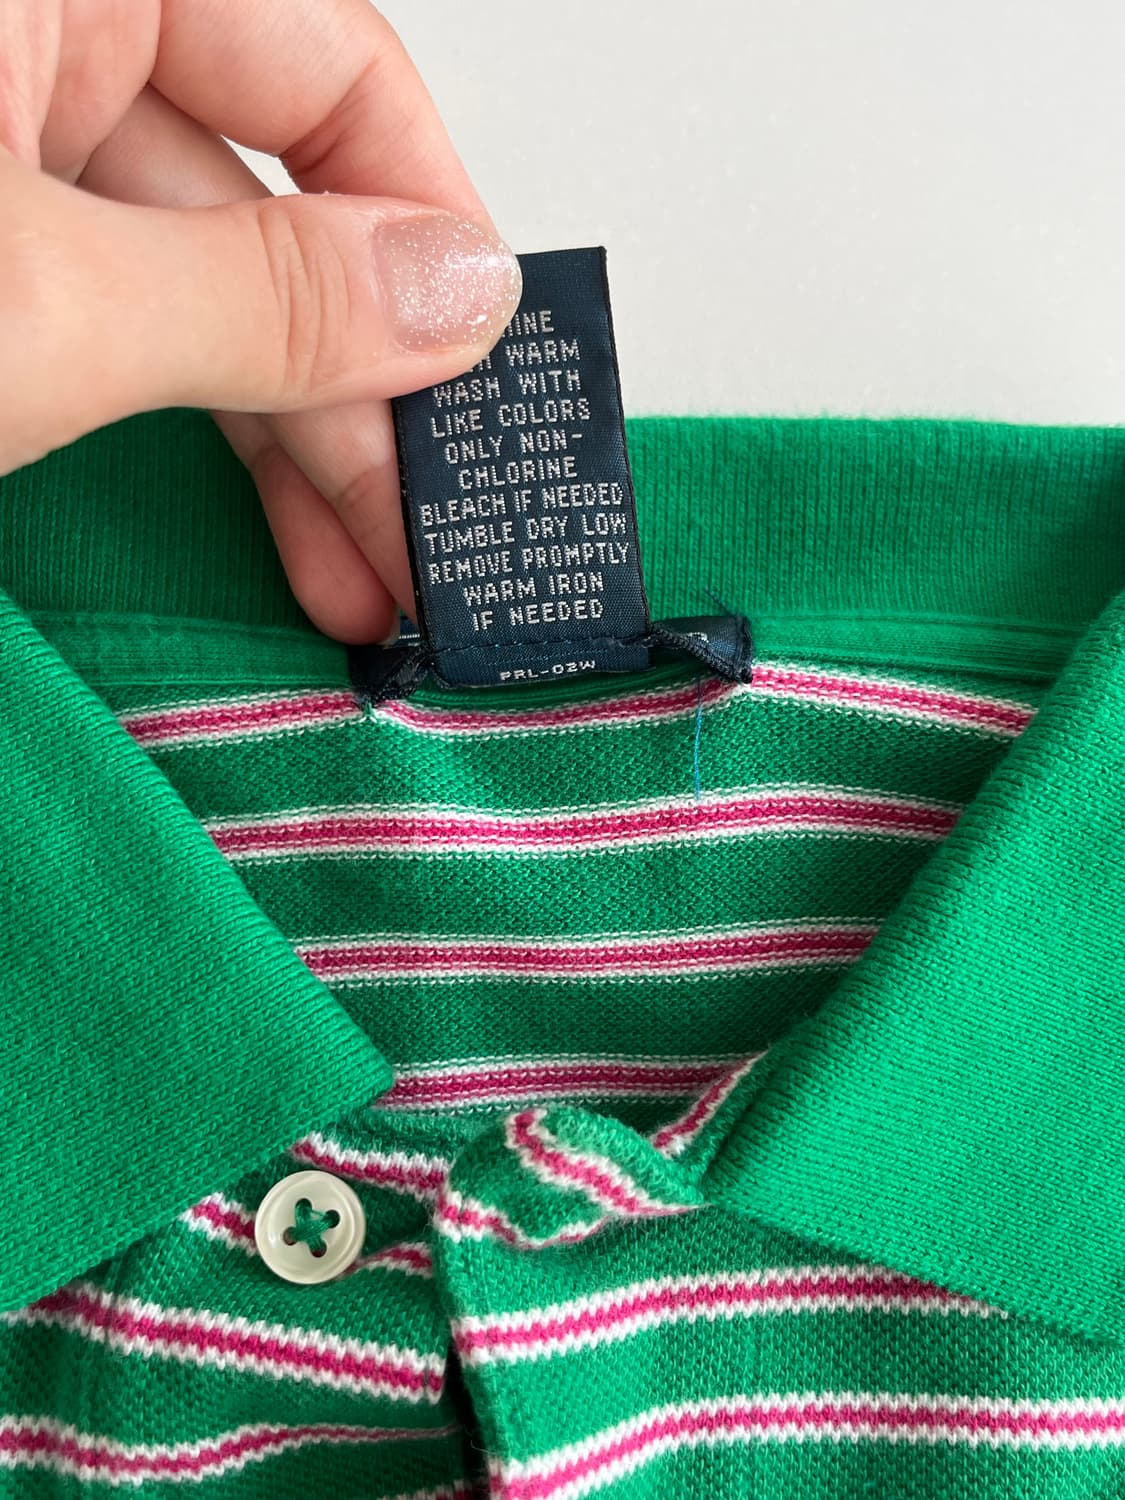 WARM
WASH WITH
LIKE COLORS
ONLY NON-
CHLORINE
BLEACH IF NEEDED
TUMBLE DRY LOW
REMOVE PROMPTLY
WARM IRON
IF NEEDED
PRL-02W